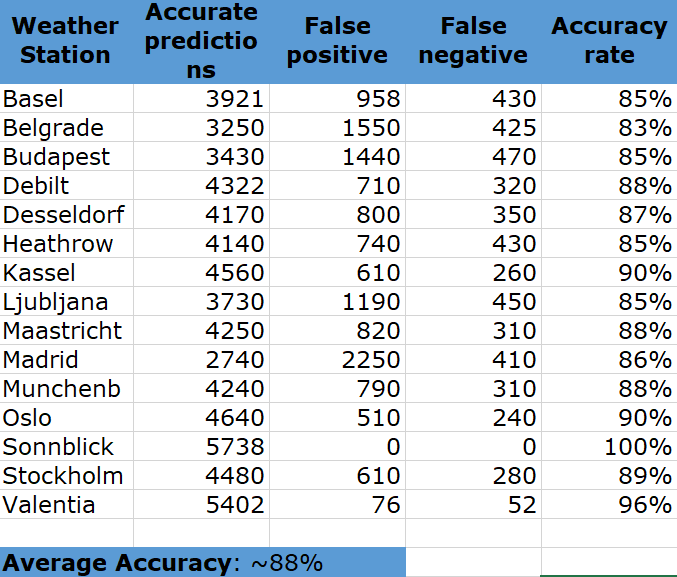 Weather Station Accurate predictio ns False positive False negative Accuracy rate
Basel 3921 958 430 85%
Belgrade 3250 1550 425 83%
Budapest 3430 1440 470 85%
Debilt 4322 710 320 88%
Desseldorf 4170 800 350 87%
Heathrow 4140 740 430 85%
Kassel 4560 610 260 90%
Ljubljana 3730 1190 450 85%
Maastricht 4250 820 310 88%
Madrid 2740 2250 410 86%
Munchenb 4240 790 310 88%
Oslo 4640 510 240 90%
Sonnblick 5738 0 0 100%
Stockholm 4480 610 280 89%
Valentia 5402 76 52 96%
Average Accuracy: ~88%